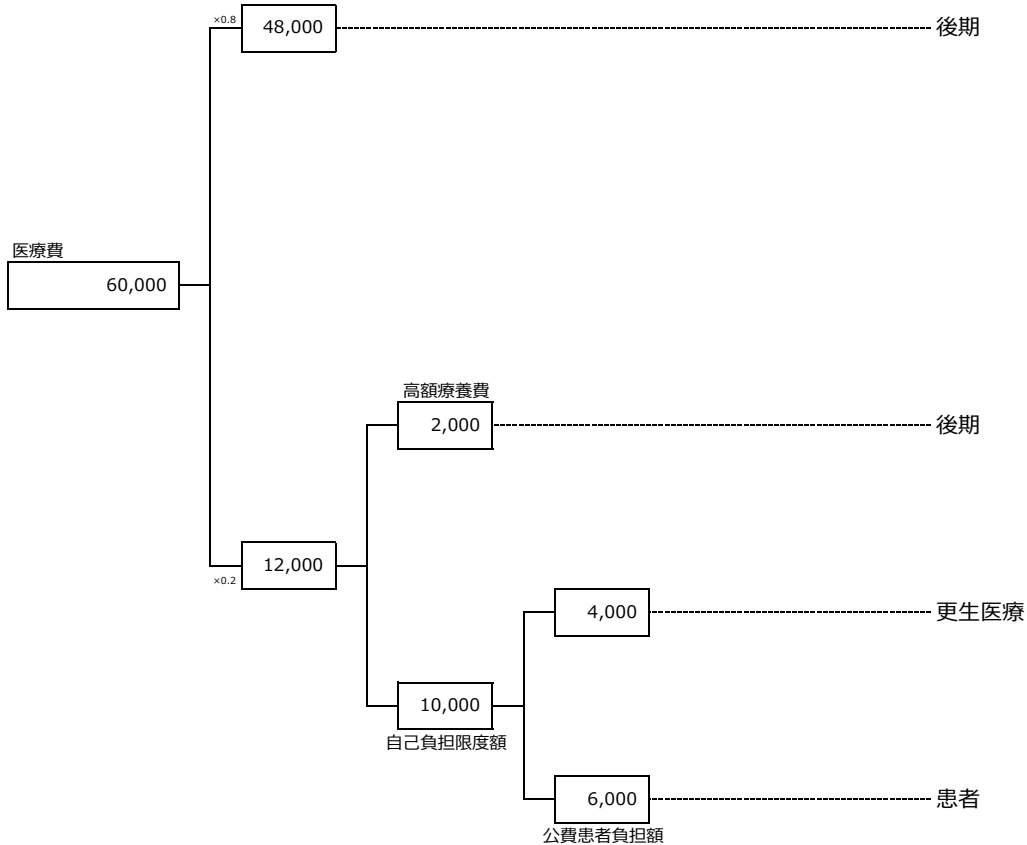 ×0.8
48,000
後期
医療費
60,000
高額療養費
2,000
後期
12,000
×0.2
4,000
更生医療
10,000
自己負担限度額
6,000
患者
公費患者負担額